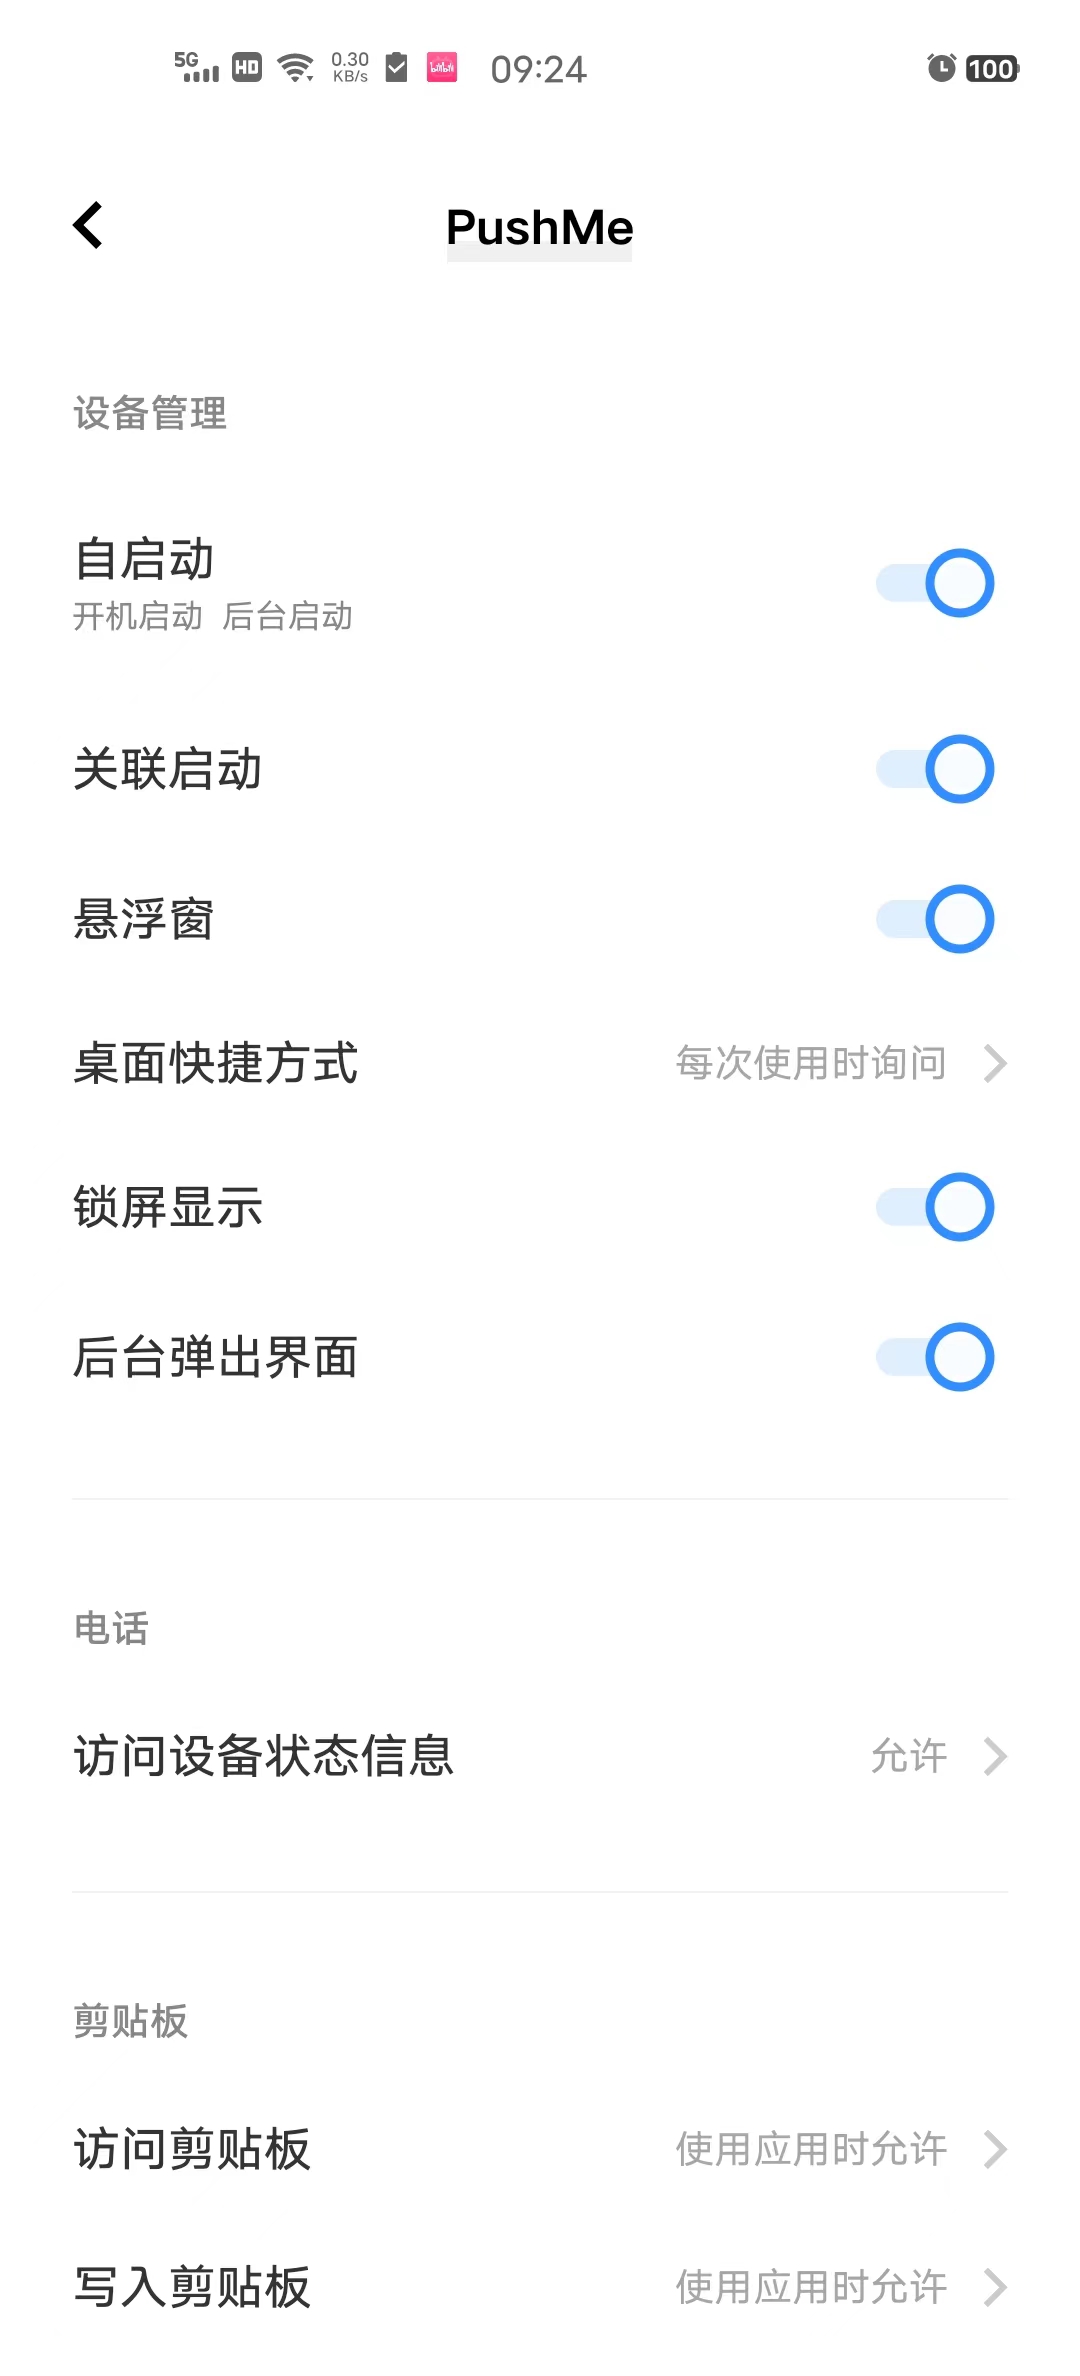 5G HD 0.30 KB/s bilibili 09:24 100
PushMe
设备管理
自启动
开机启动 后台启动
关联启动
悬浮窗
桌面快捷方式 每次使用时询问
锁屏显示
后台弹出界面
电话
访问设备状态信息 允许
剪贴板
访问剪贴板 使用应用时允许
写入剪贴板 使用应用时允许